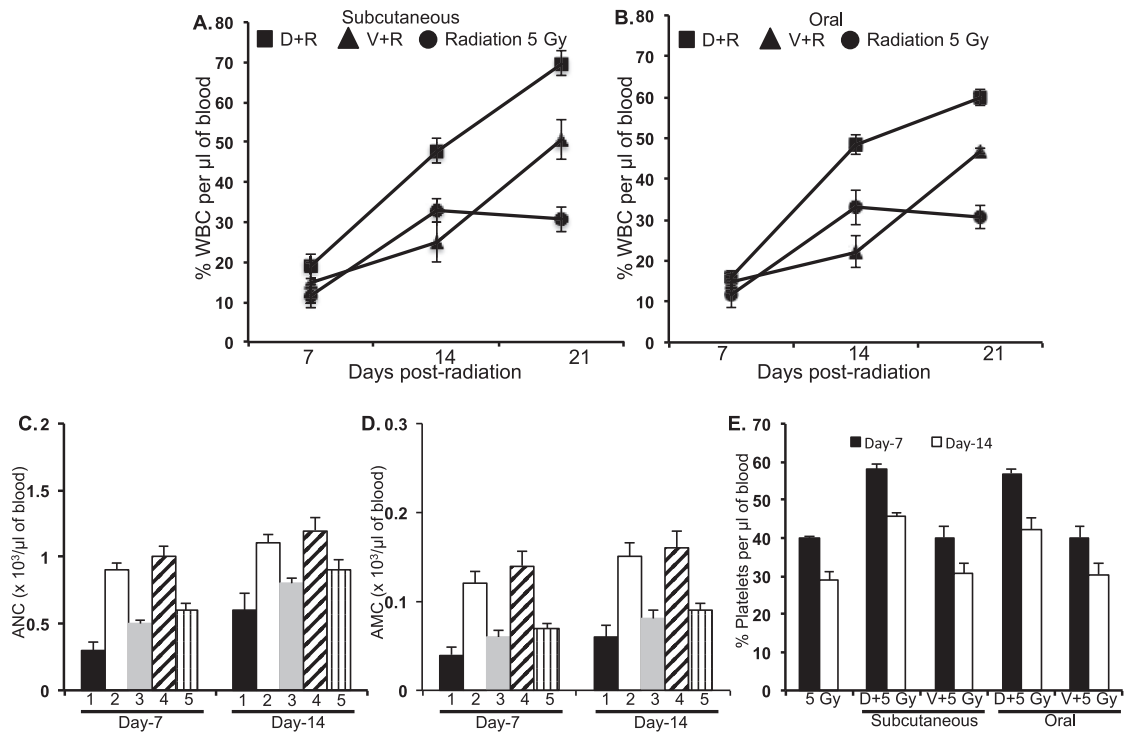 A.
Subcutaneous
D+R V+R Radiation 5 Gy
% WBC per µl of blood
80
70
60
50
40
30
20
10
0
7 14 21
Days post-radiation
B.
Oral
D+R V+R Radiation 5 Gy
% WBC per µl of blood
80
70
60
50
40
30
20
10
0
7 14 21
Days post-radiation
C.
ANC (x 10³/µl of blood)
2
1.5
1
0.5
0
1 2 3 4 5 1 2 3 4 5
Day-7 Day-14
D.
AMC (x 10³/µl of blood)
0.3
0.2
0.1
0
1 2 3 4 5 1 2 3 4 5
Day-7 Day-14
E.
Day-7 Day-14
% Platelets per µl of blood
70
60
50
40
30
20
10
0
5 Gy D+5 Gy V+5 Gy D+5 Gy V+5 Gy
Subcutaneous Oral